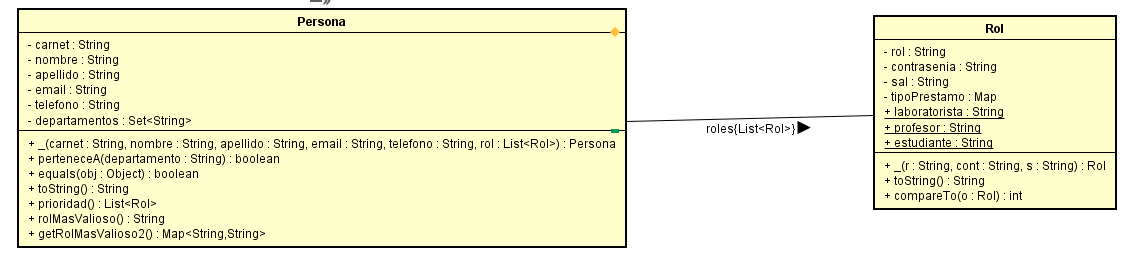 Persona
- carnet : String
- nombre : String
- apellido : String
- email : String
- telefono : String
- departamentos : Set<String>
+ _(carnet : String, nombre : String, apellido : String, email : String, telefono : String, rol : List<Rol>) : Persona
+ perteneceA(departamento : String) : boolean
+ equals(obj : Object) : boolean
+ toString() : String
+ prioridad() : List<Rol>
+ rolMasValioso() : String
+ getRolMasValioso2() : Map<String,String>
roles{List<Rol>}
Rol
- rol : String
- contrasenia : String
- sal : String
- tipoPrestamo : Map
+ laboratorista : String
+ profesor : String
+ estudiante : String
+ _(r : String, cont : String, s : String) : Rol
+ toString() : String
+ compareTo(o : Rol) : int